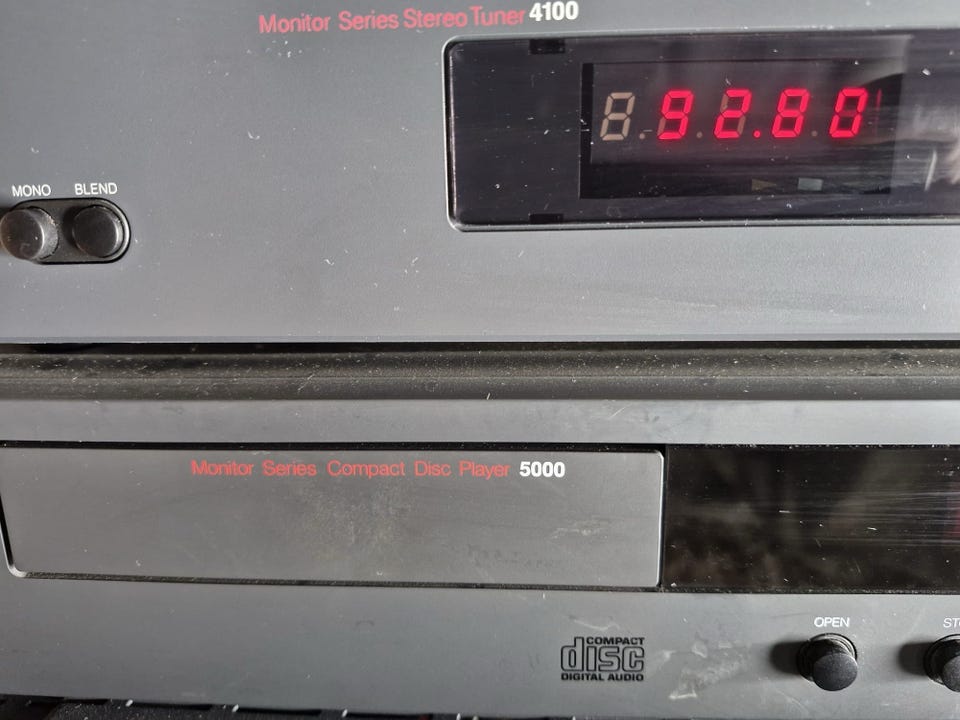 Monitor Series Stereo Tuner 4100
92.80
MONO BLEND
Monitor Series Compact Disc Player 5000
OPEN
COMPACT
disc
DIGITAL AUDIO